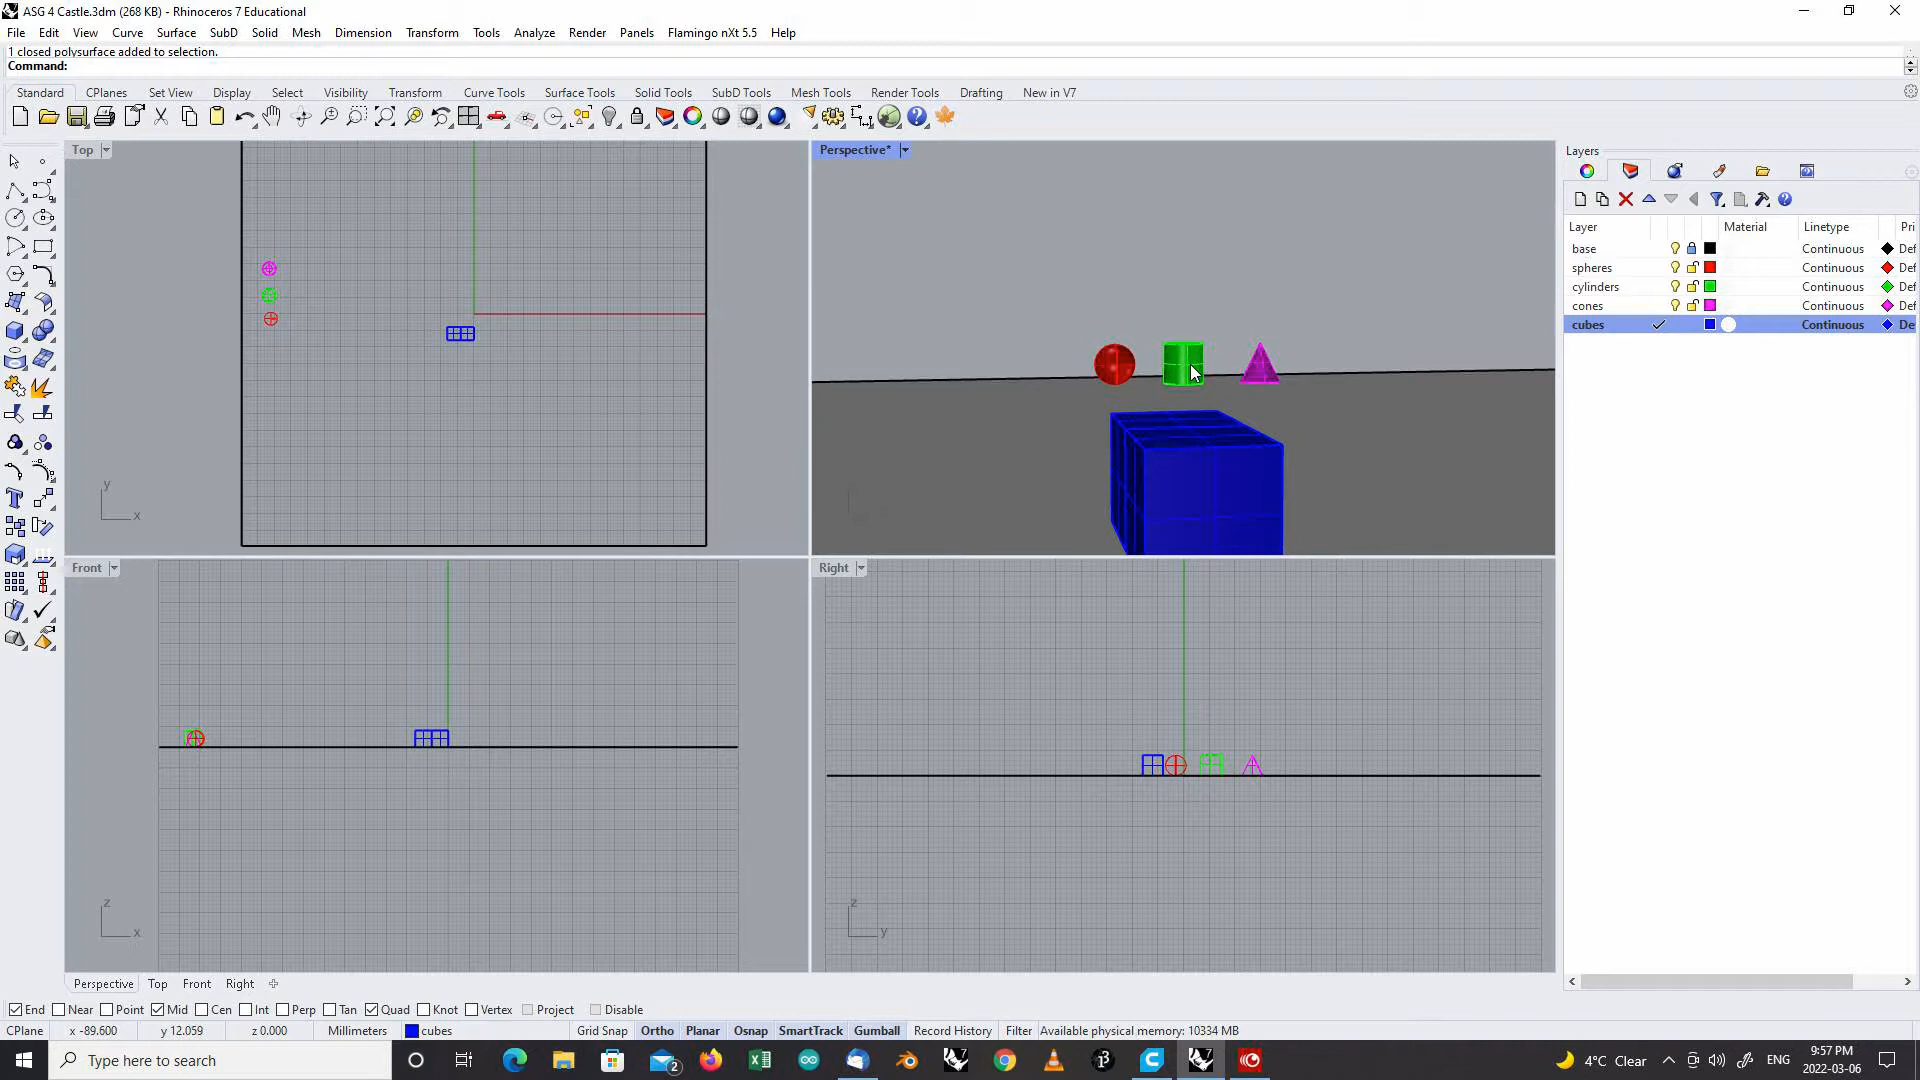 ASG 4 Castle.3dm (268 KB) - Rhinoceros 7 Educational
File Edit View Curve Surface SubD Solid Mesh Dimension Transform Tools Analyze Render Panels Flamingo nXt 5.5 Help
1 closed polysurface added to selection.
Command:
Standard CPlanes Set View Display Select Visibility Transform Curve Tools Surface Tools Solid Tools SubD Tools Mesh Tools Render Tools Drafting New in V7
Top
Perspective*
Layers
Layer Material Linetype Pri
base Continuous Def
spheres Continuous Def
cylinders Continuous Def
cones Continuous Def
cubes Continuous De
y
x
Front
Right
z
x
z
y
Perspective Top Front Right
End Near Point Mid Cen Int Perp Tan Quad Knot Vertex Project Disable
CPlane x -89.600 y 12.059 z 0.000 Millimeters cubes Grid Snap Ortho Planar Osnap SmartTrack Gumball Record History Filter Available physical memory: 10334 MB
Type here to search
2
4°C Clear
ENG
9:57 PM
2022-03-06